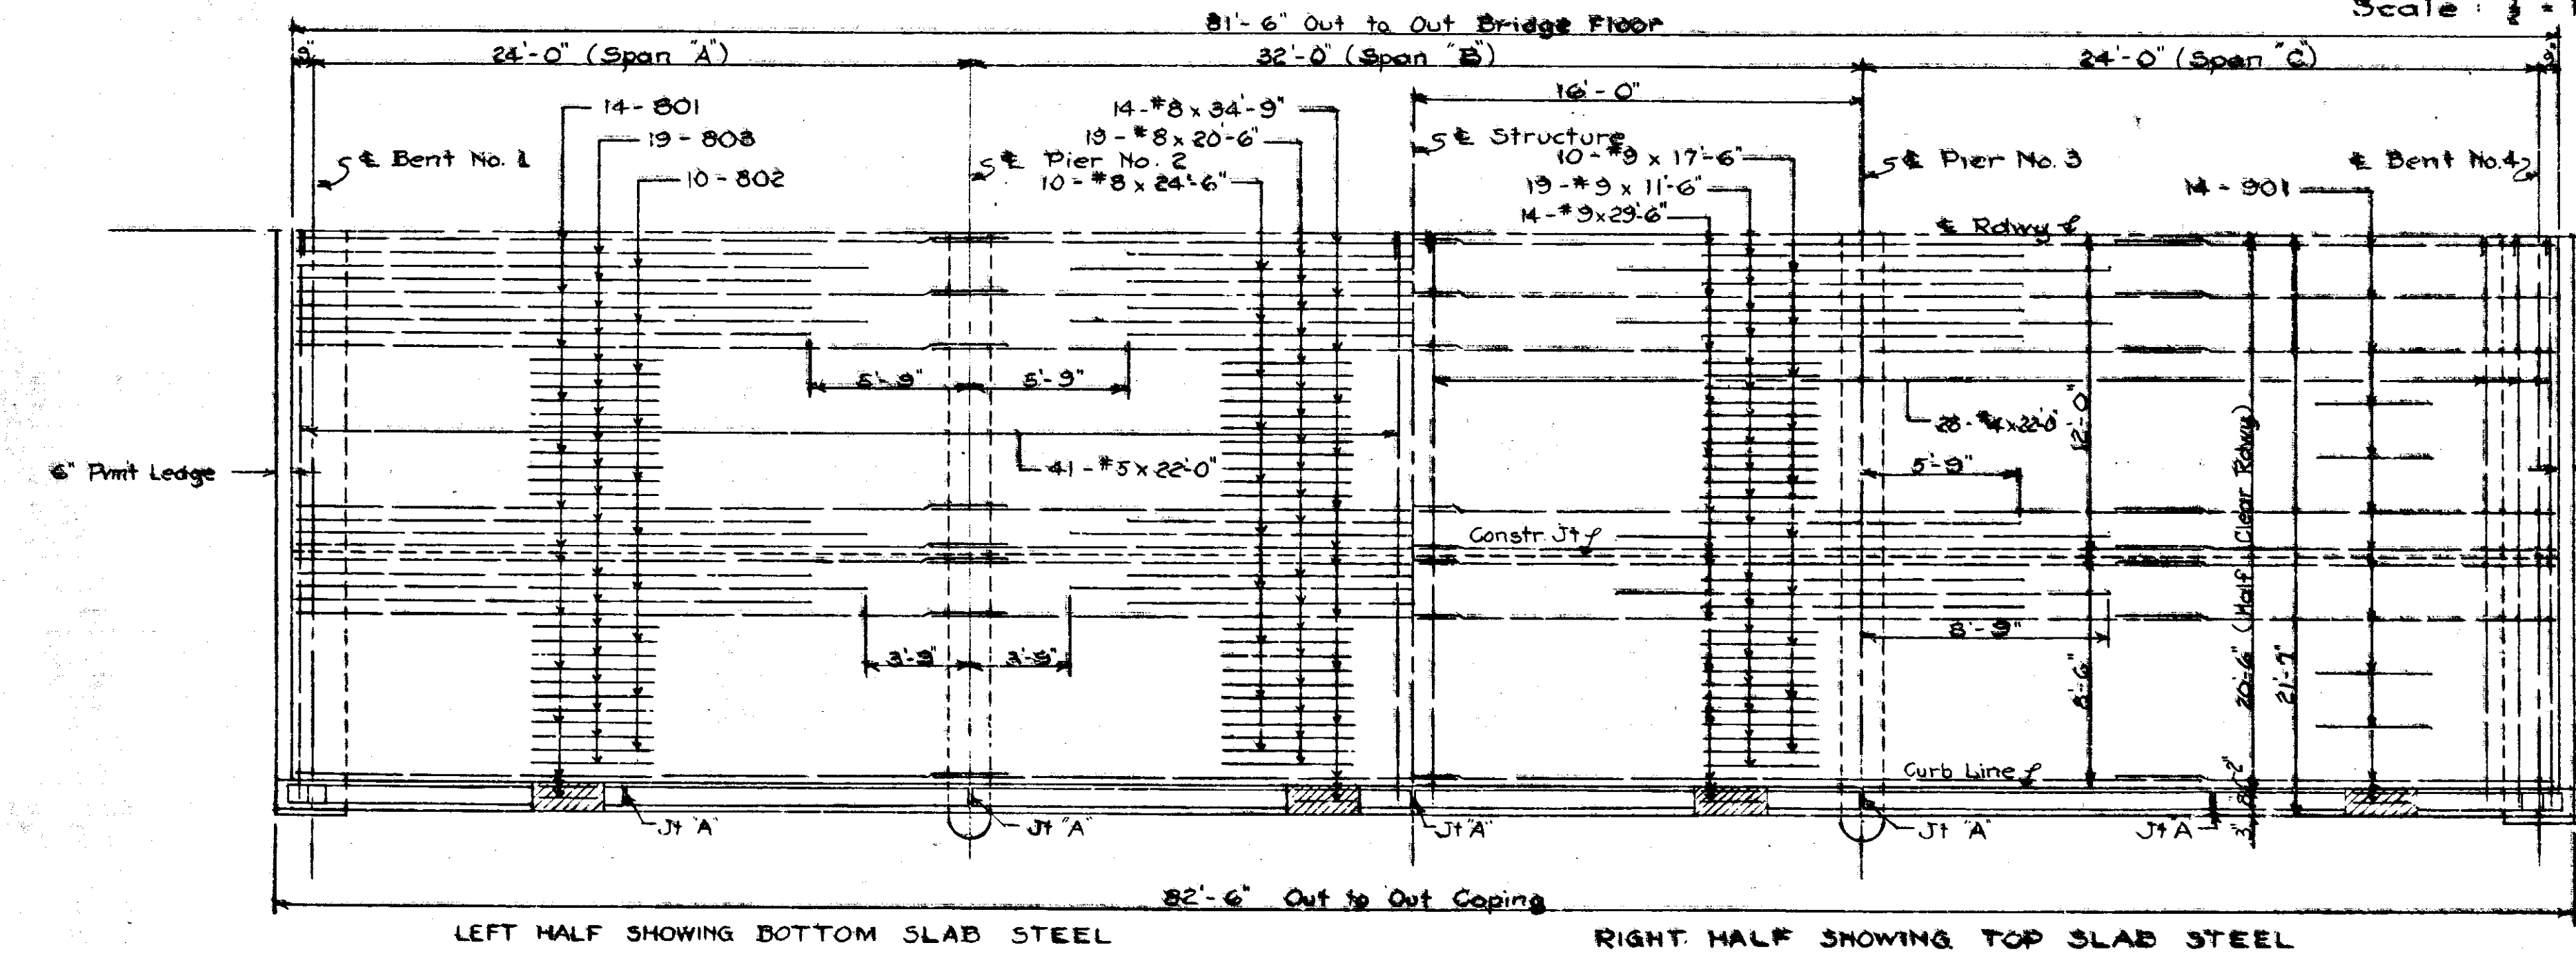 Scale :
81'-6" Out to Out Bridge Floor
9" 24'-0" (Span "A") 32'-0" (Span "B") 24'-0" (Span "C") 9"
16'-0"
14-801 14-#8 x 34'-9"
19-803 19-#8 x 20'-6" ℄ Structure
℄ Bent No. 1 ℄ Pier No. 2 10-#9 x 17'-6" ℄ Pier No. 3 ℄ Bent No. 4
10-802 10-#8 x 24'-6" 19-#9 x 11'-6" 14-901
14-#9x29'-6"
℄ Rdwy
5'-9" 5'-9"
28-#4x22'-0" 12'-0"
6" Pvmt Ledge 41-#5 x 22'-0" 5'-9" 20'-6" (Half Clear Rdwy)
Constr. Jt
3'-9" 3'-9" 8'-9"
8'-6" 21'-7"
Curb Line
Jt "A" Jt "A" Jt "A" Jt "A" Jt "A" 3"
82'-6" Out to Out Coping
LEFT HALF SHOWING BOTTOM SLAB STEEL RIGHT HALF SHOWING TOP SLAB STEEL